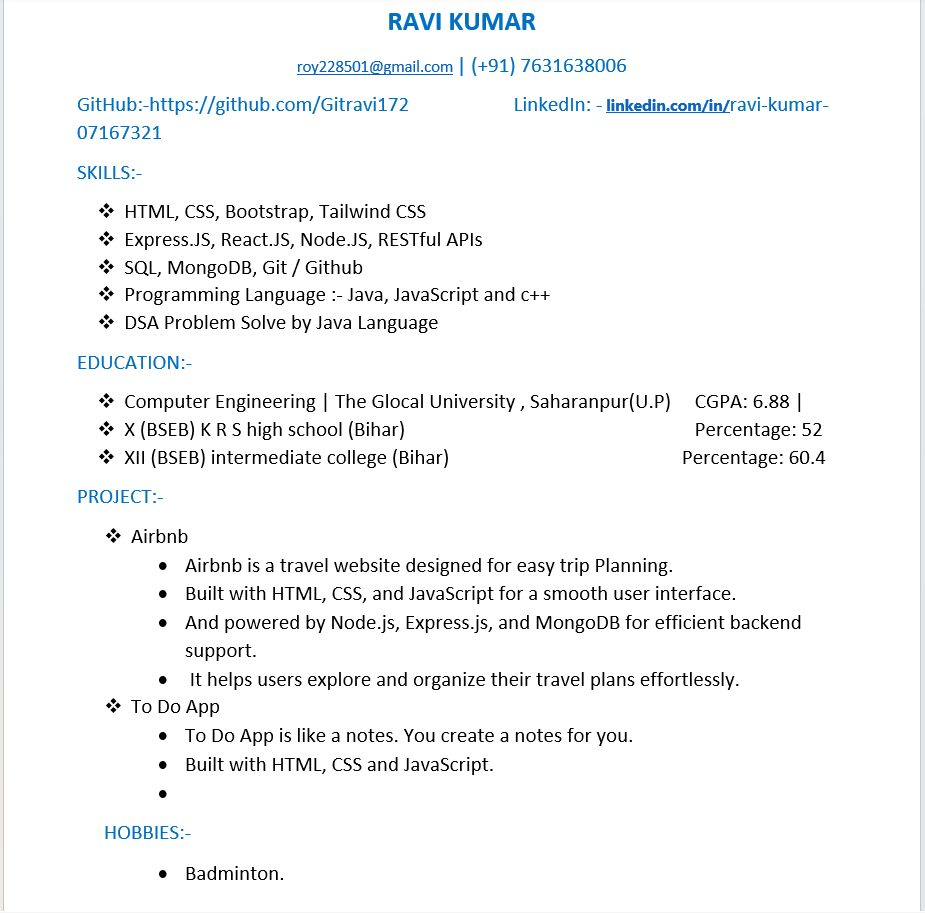 RAVI KUMAR
roy228501@gmail.com | (+91) 7631638006
GitHub:-https://github.com/Gitravi172 LinkedIn: - linkedin.com/in/ravi-kumar-
07167321
SKILLS:-
❖ HTML, CSS, Bootstrap, Tailwind CSS
❖ Express.JS, React.JS, Node.JS, RESTful APIs
❖ SQL, MongoDB, Git / Github
❖ Programming Language :- Java, JavaScript and c++
❖ DSA Problem Solve by Java Language
EDUCATION:-
❖ Computer Engineering | The Glocal University , Saharanpur(U.P) CGPA: 6.88 |
❖ X (BSEB) K R S high school (Bihar) Percentage: 52
❖ XII (BSEB) intermediate college (Bihar) Percentage: 60.4
PROJECT:-
❖ Airbnb
• Airbnb is a travel website designed for easy trip Planning.
• Built with HTML, CSS, and JavaScript for a smooth user interface.
• And powered by Node.js, Express.js, and MongoDB for efficient backend
support.
• It helps users explore and organize their travel plans effortlessly.
❖ To Do App
• To Do App is like a notes. You create a notes for you.
• Built with HTML, CSS and JavaScript.
•
HOBBIES:-
• Badminton.